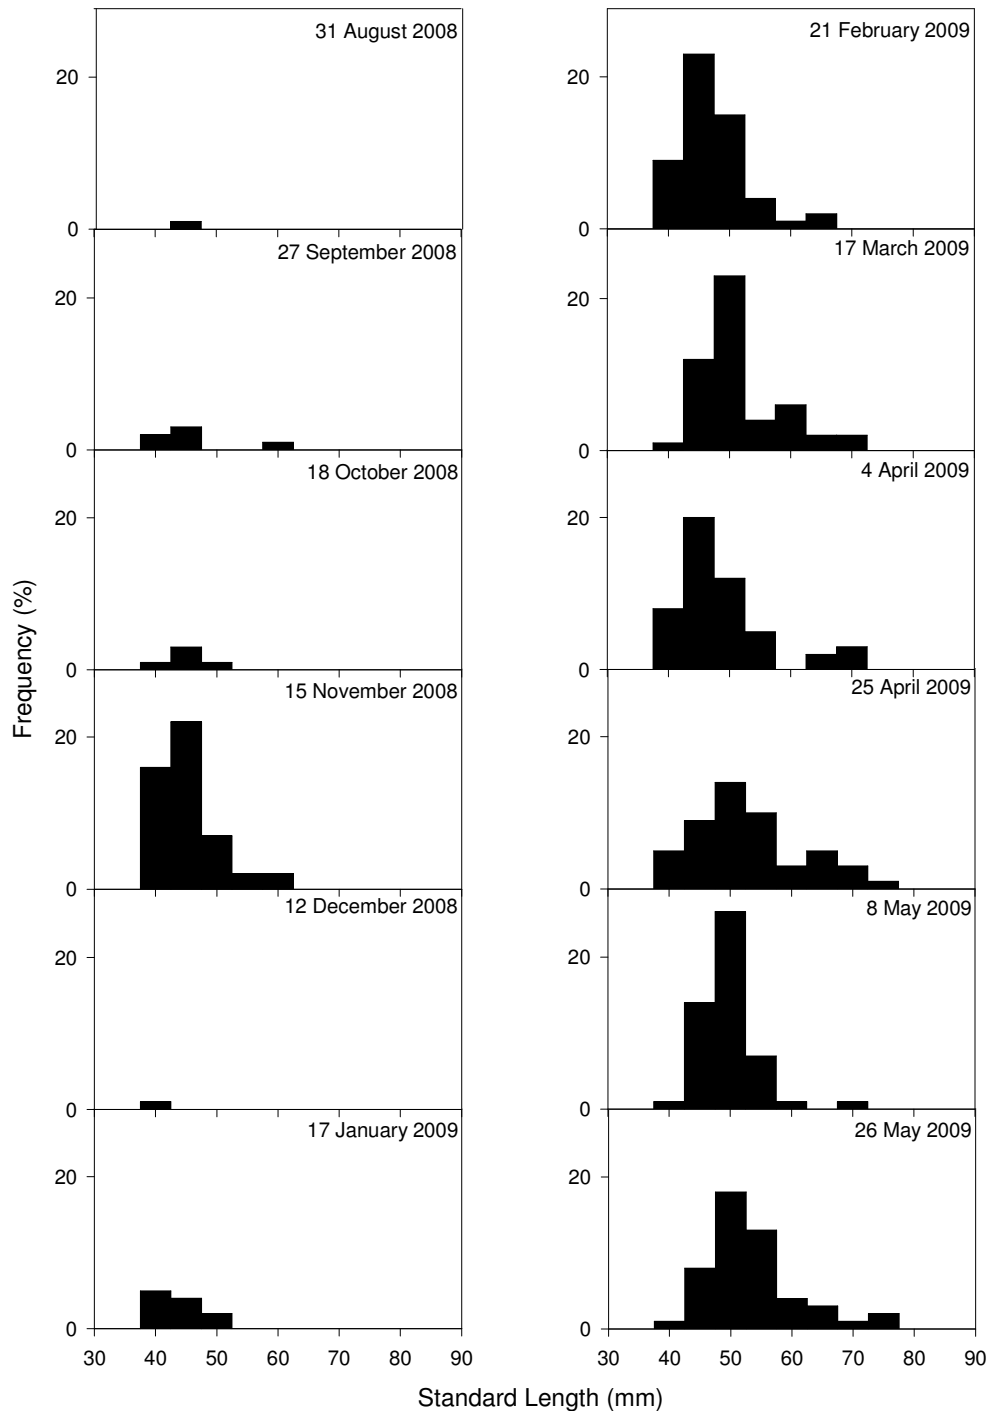 31 August 2008
20
0
27 September 2008
20
0
18 October 2008
20
0
15 November 2008
20
0
12 December 2008
20
0
17 January 2009
20
0
30 40 50 60 70 80 90
21 February 2009
20
0
17 March 2009
20
0
4 April 2009
20
0
25 April 2009
20
0
8 May 2009
20
0
26 May 2009
20
0
30 40 50 60 70 80 90
Frequency (%)
Standard Length (mm)